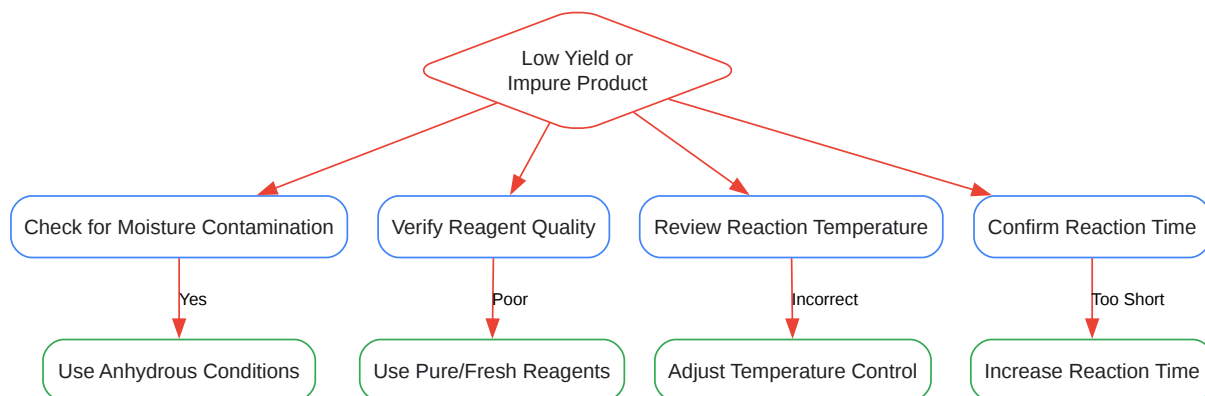 Low Yield or
Impure Product
Check for Moisture Contamination
Verify Reagent Quality
Review Reaction Temperature
Confirm Reaction Time
Yes
Poor
Incorrect
Too Short
Use Anhydrous Conditions
Use Pure/Fresh Reagents
Adjust Temperature Control
Increase Reaction Time